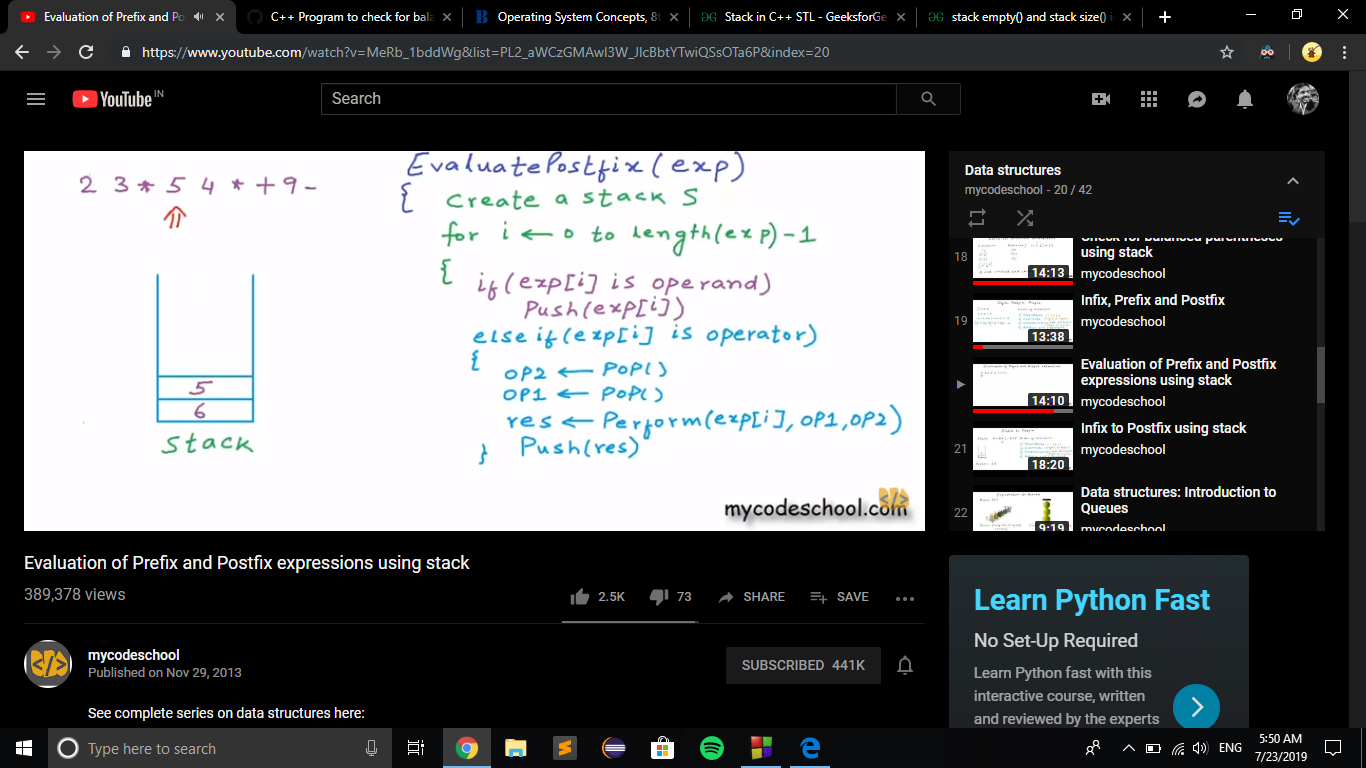 Evaluation of Prefix and Po
C++ Program to check for bala
Operating System Concepts, 8t
Stack in C++ STL - GeeksforGe
stack empty() and stack size() i
https://www.youtube.com/watch?v=MeRb_1bddWg&list=PL2_aWCzGMAwI3W_JlcBbtYTwiQSsOTa6P&index=20
YouTube IN
Search
2 3 * 5 4 * + 9 -
5
6
Stack
EvaluatePostfix(exp)
{ Create a stack S
for i ← 0 to length(exp)-1
{ if(exp[i] is operand)
Push(exp[i])
else if(exp[i] is operator)
{
OP2 ← POP()
OP1 ← POP()
res ← Perform(exp[i], OP1, OP2)
} Push(res)
mycodeschool.com
Data structures
mycodeschool - 20 / 42
18
14:13
Check for balanced parentheses
using stack
mycodeschool
19
13:38
Infix, Prefix and Postfix
mycodeschool
14:10
Evaluation of Prefix and Postfix
expressions using stack
mycodeschool
21
18:20
Infix to Postfix using stack
mycodeschool
22
9:19
Data structures: Introduction to
Queues
mycodeschool
Evaluation of Prefix and Postfix expressions using stack
389,378 views
2.5K
73
SHARE
SAVE
mycodeschool
Published on Nov 29, 2013
SUBSCRIBED 441K
See complete series on data structures here:
Learn Python Fast
No Set-Up Required
Learn Python fast with this
interactive course, written
and reviewed by the experts
Type here to search
ENG
5:50 AM
7/23/2019